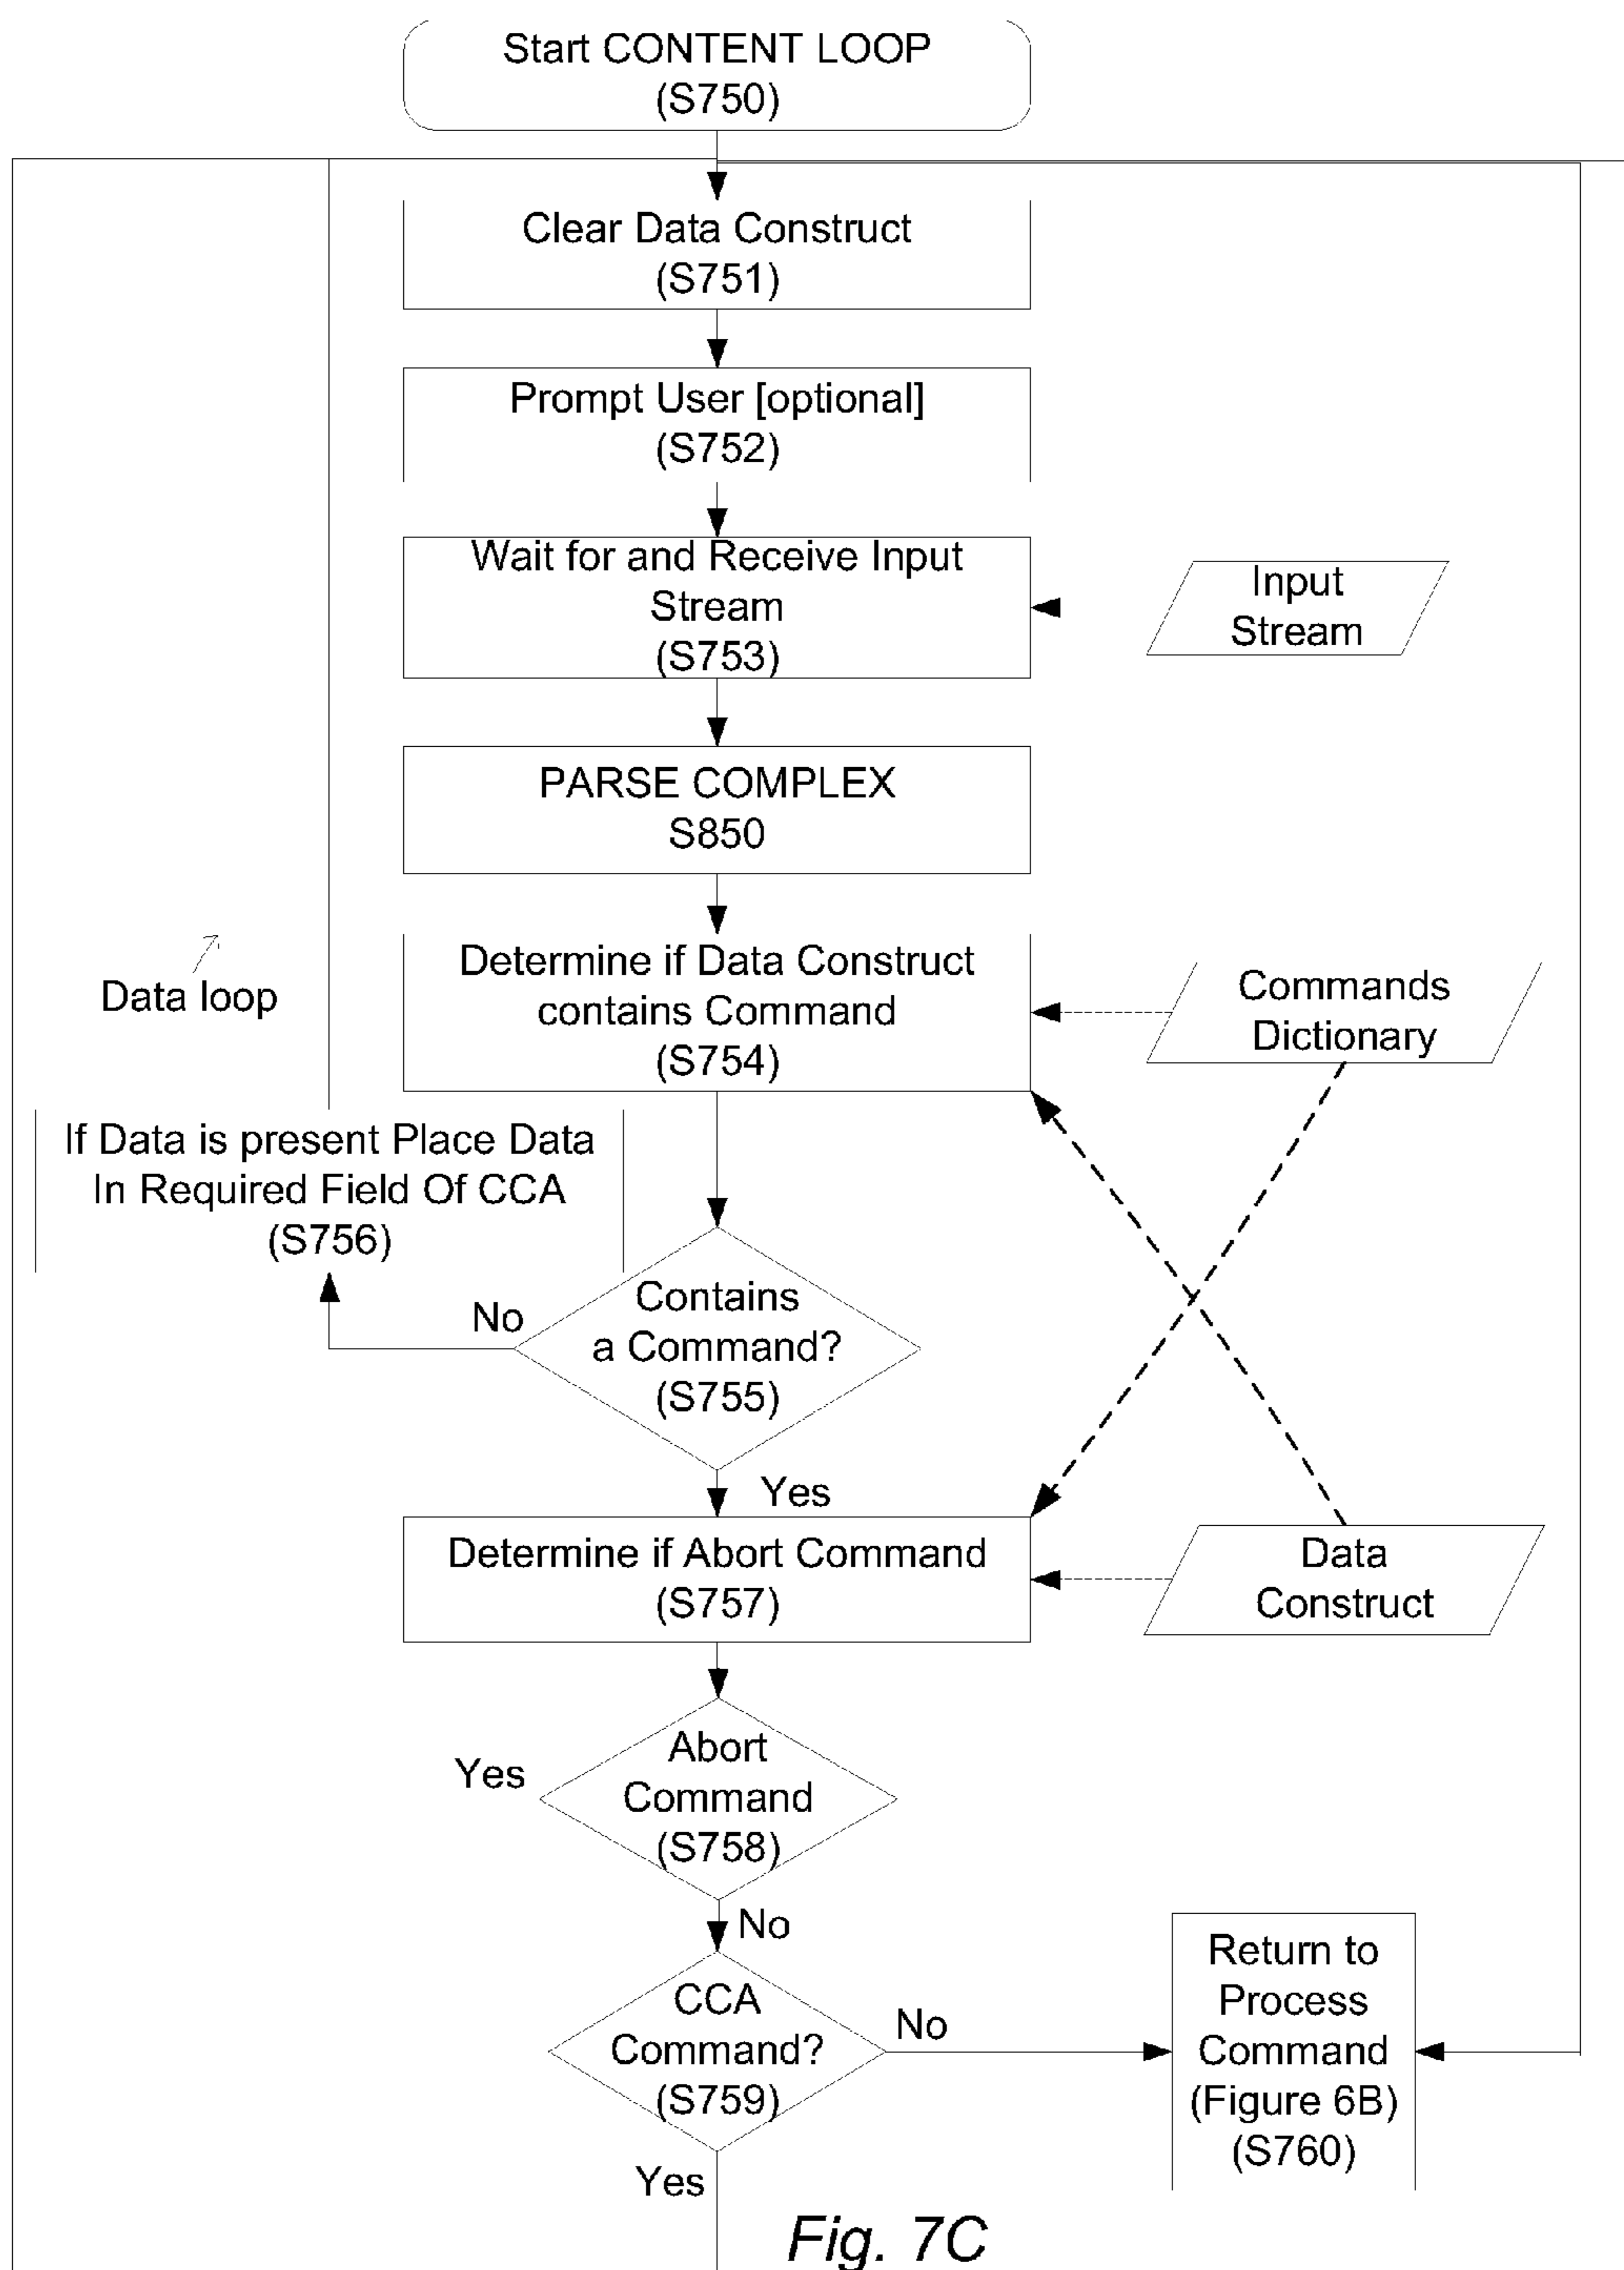 Start CONTENT LOOP
(S750)
Clear Data Construct
(S751)
Prompt User [optional]
(S752)
Wait for and Receive Input
Stream
(S753)
Input
Stream
PARSE COMPLEX
S850
Data loop
Determine if Data Construct
contains Command
(S754)
Commands
Dictionary
If Data is present Place Data
In Required Field Of CCA
(S756)
No
Contains
a Command?
(S755)
Yes
Determine if Abort Command
(S757)
Data
Construct
Yes
Abort
Command
(S758)
No
CCA
Command?
(S759)
No
Return to
Process
Command
(Figure 6B)
(S760)
Yes
Fig. 7C